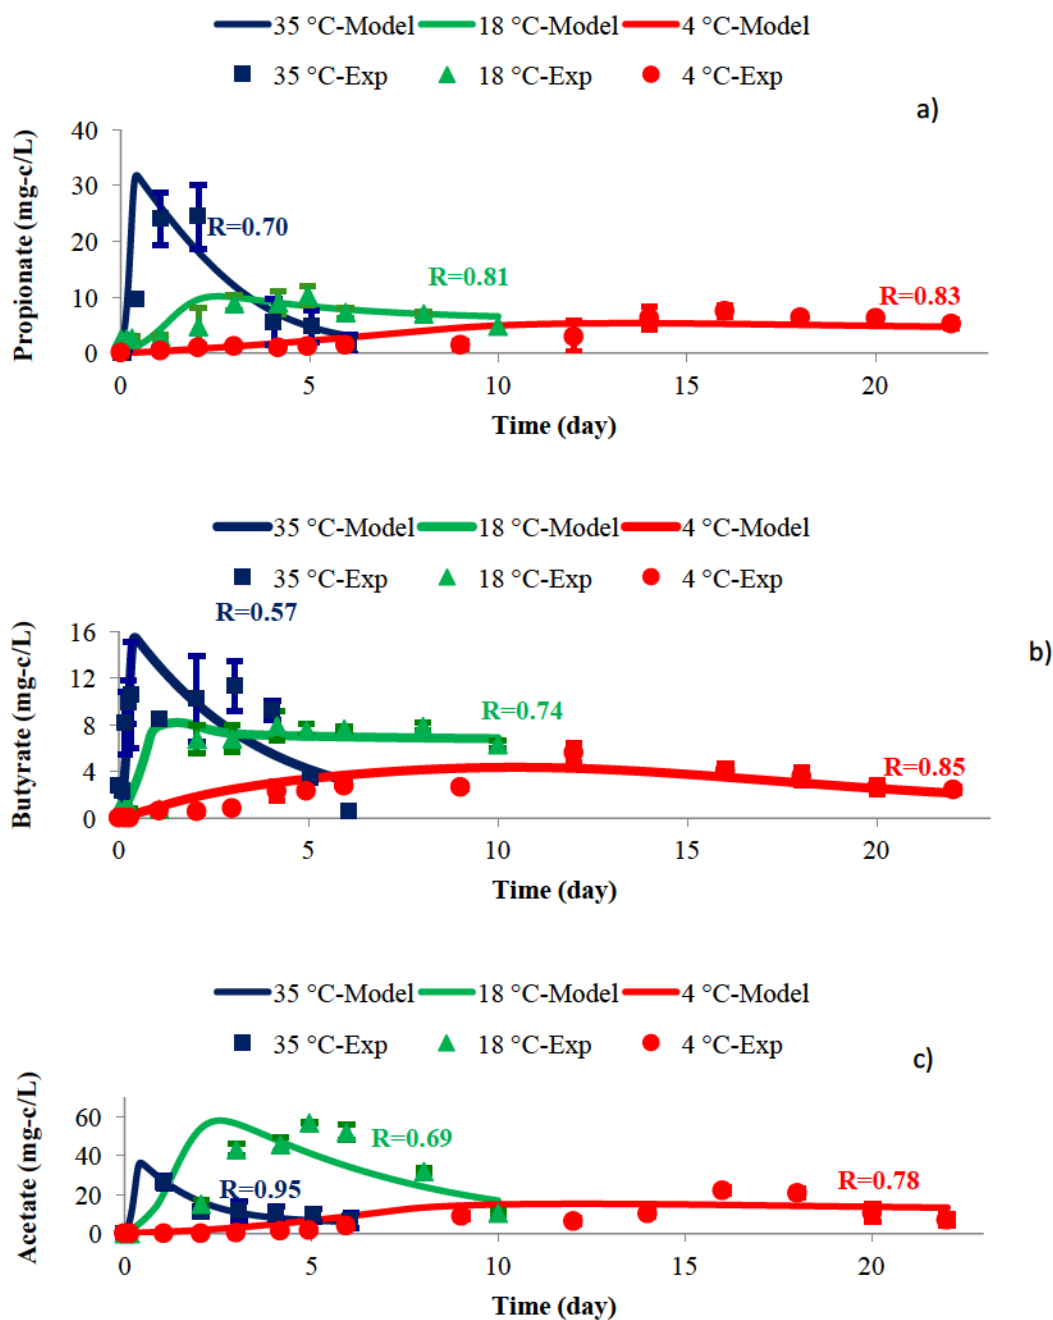 35 °C-Model 18 °C-Model 4 °C-Model
35 °C-Exp 18 °C-Exp 4 °C-Exp
a)
Propionate (mg-c/L)
40
30
20
10
0
R=0.70
R=0.81
R=0.83
0 5 10 15 20
Time (day)
35 °C-Model 18 °C-Model 4 °C-Model
35 °C-Exp 18 °C-Exp 4 °C-Exp
b)
Butyrate (mg-c/L)
16
12
8
4
0
R=0.57
R=0.74
R=0.85
0 5 10 15 20
Time (day)
35 °C-Model 18 °C-Model 4 °C-Model
35 °C-Exp 18 °C-Exp 4 °C-Exp
c)
Acetate (mg-c/L)
60
40
20
0
R=0.69
R=0.95
R=0.78
0 5 10 15 20
Time (day)